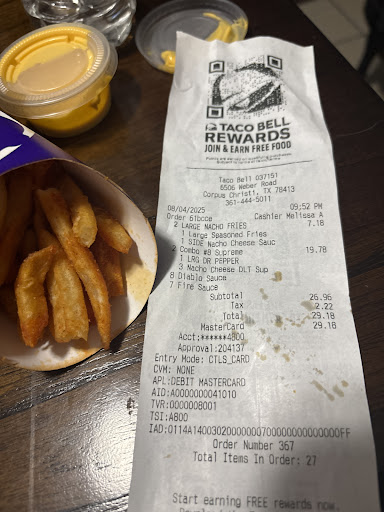 TACO BELL
REWARDS
JOIN & EARN FREE FOOD
Taco Bell 037151
6506 Weber Road
Corpus Christi, TX 78413
361-444-5011
08/04/2025 09:52 PM
Order 61bcce Cashier Melissa A
2 LARGE NACHO FRIES 7.18
1 Large Seasoned Fries
1 SIDE Nacho Cheese Sauc
2 Combo #8 Supreme 19.78
1 LRG DR PEPPER
3 Nacho Cheese DLT Sup
8 Diablo Sauce
7 Fire Sauce
Subtotal 26.96
Tax 2.22
Total 29.18
MasterCard 29.18
Acct:******4800
Approval:204137
Entry Mode: CTLS_CARD
CVM: NONE
APL:DEBIT MASTERCARD
AID:A0000000041010
TVR:0000008001
TSI:A800
Order Number 367
Total Items In Order: 27
Start earning FREE rewards now.